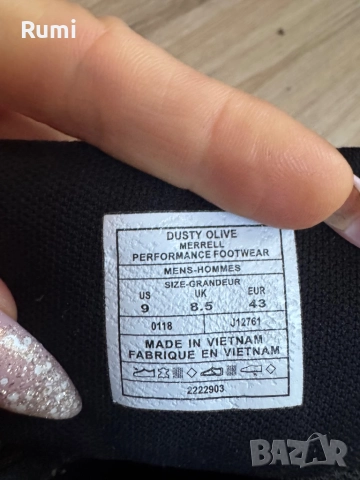 Rumi
DUSTY OLIVE
MERRELL
PERFORMANCE FOOTWEAR
MENS-HOMMES
SIZE-GRANDEUR
US UK EUR
9 8.5 43
0118 J12761
MADE IN VIETNAM
FABRIQUE EN VIETNAM
2222903
BAZAR